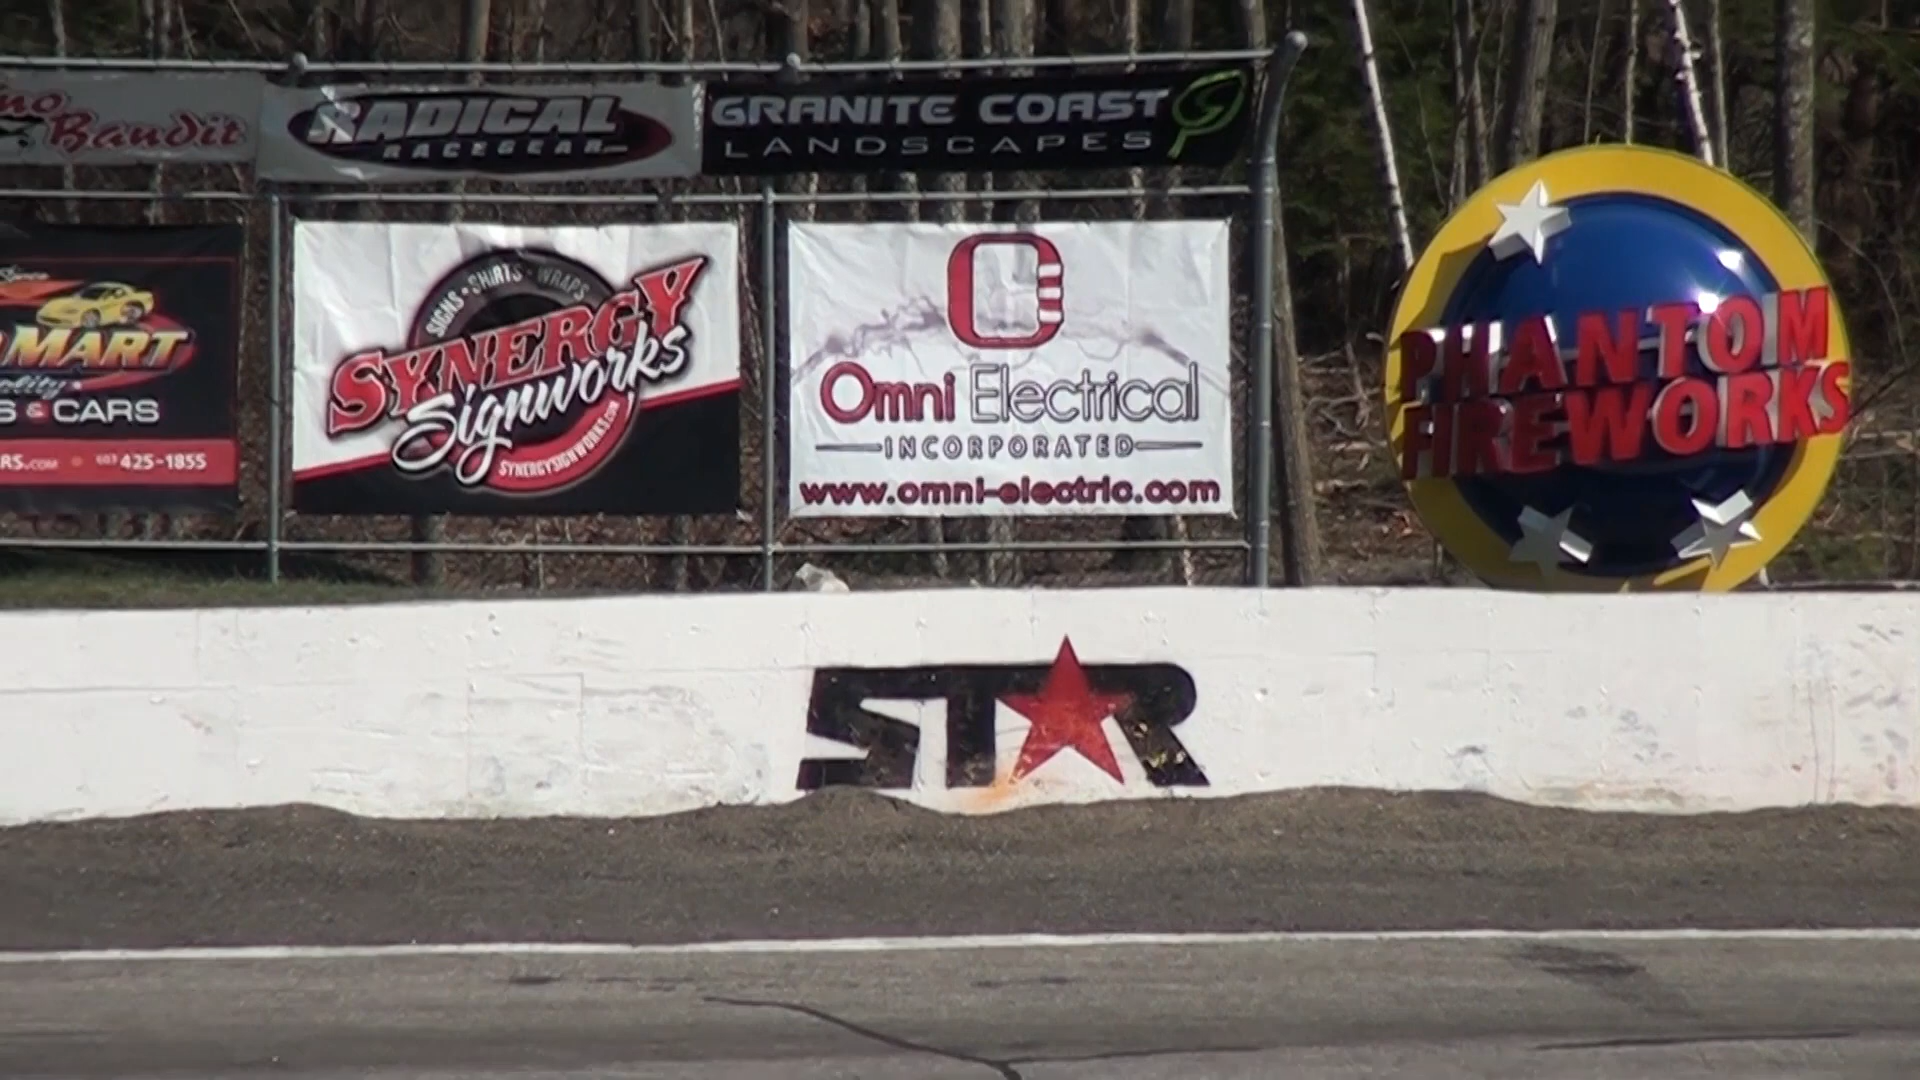 Bandit
RADICAL
RACEGEAR
GRANITE COAST
LANDSCAPES
MART
& CARS
RS.COM 603 425-1855
SIGNS • SHIRTS • WRAPS
SYNERGY
Signworks
SYNERGYSIGNWORKS.COM
Omni Electrical
INCORPORATED
www.omni-electric.com
PHANTOM
FIREWORKS
STAR